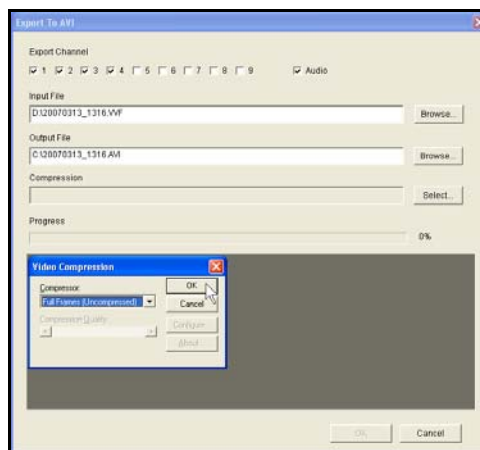 Export To AVI
Export Channel
1 2 3 4 5 6 7 8 9 Audio
Input File
D:\20070313_1316.VVF
Browse...
Output File
C:\20070313_1316.AVI
Browse...
Compression
Select...
Progress
0%
Video Compression
Compressor:
Full Frames (Uncompressed)
OK
Cancel
Compression Quality:
Configure...
About...
OK
Cancel